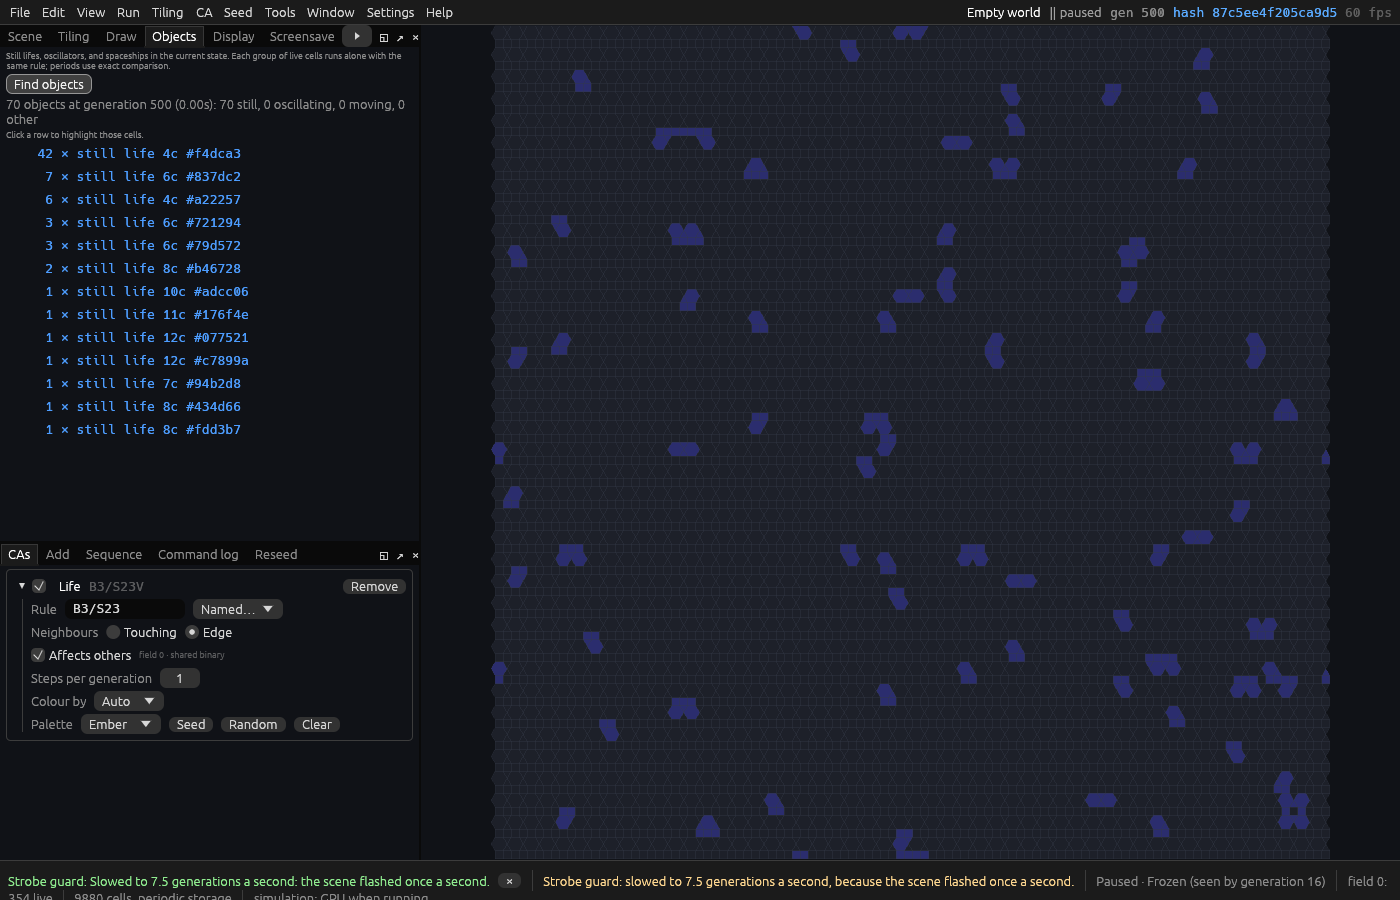 File Edit View Run Tiling CA Seed Tools Window Settings Help
Empty world || paused gen 500 hash 87c5ee4f205ca9d5 60 fps
Scene Tiling Draw Objects Display Screensave
Still lifes, oscillators, and spaceships in the current state. Each group of live cells runs alone with the
same rule; periods use exact comparison.
Find objects
70 objects at generation 500 (0.00s): 70 still, 0 oscillating, 0 moving, 0
other
Click a row to highlight those cells.
42 × still life 4c #f4dca3
7 × still life 6c #837dc2
6 × still life 4c #a22257
3 × still life 6c #721294
3 × still life 6c #79d572
2 × still life 8c #b46728
1 × still life 10c #adcc06
1 × still life 11c #176f4e
1 × still life 12c #077521
1 × still life 12c #c7899a
1 × still life 7c #94b2d8
1 × still life 8c #434d66
1 × still life 8c #fdd3b7
CAs Add Sequence Command log Reseed
Life B3/S23V Remove
Rule B3/S23 Named...
Neighbours Touching Edge
Affects others field 0 · shared binary
Steps per generation 1
Colour by Auto
Palette Ember Seed Random Clear
Strobe guard: Slowed to 7.5 generations a second: the scene flashed once a second. × Strobe guard: slowed to 7.5 generations a second, because the scene flashed once a second. Paused · Frozen (seen by generation 16) field 0:
354 live 9880 cells, periodic storage simulation: GPU when running